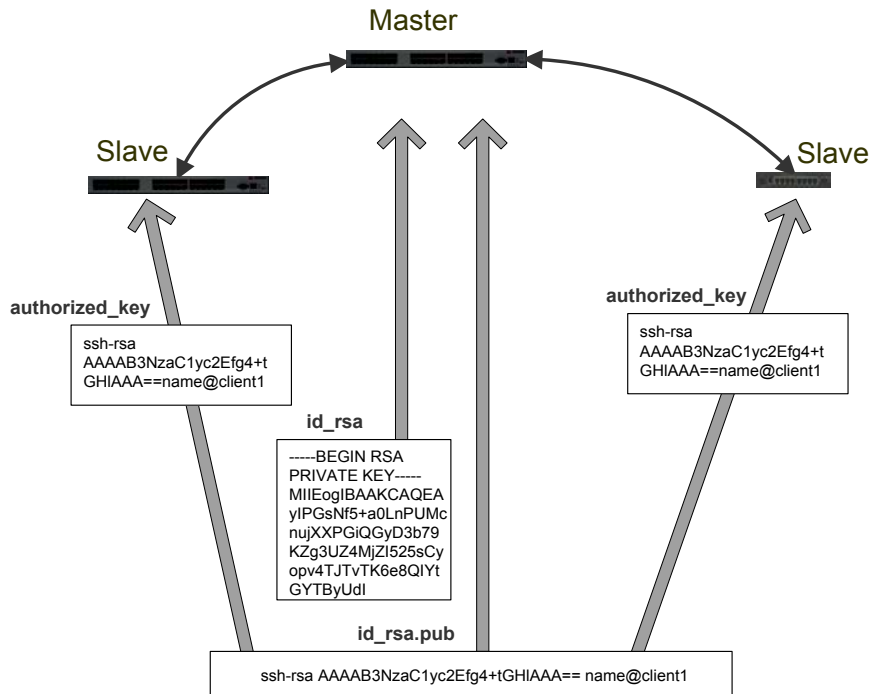 Master
Slave
Slave
authorized_key
ssh-rsa
AAAAB3NzaC1yc2Efg4+t
GHIAAA==name@client1
authorized_key
ssh-rsa
AAAAB3NzaC1yc2Efg4+t
GHIAAA==name@client1
id_rsa
-----BEGIN RSA
PRIVATE KEY-----
MIIEogIBAAKCAQEA
yIPGsNf5+a0LnPUMc
nujXXPGiQGyD3b79
KZg3UZ4MjZI525sCy
opv4TJTvTK6e8QIYt
GYTByUdI
id_rsa.pub
ssh-rsa AAAAB3NzaC1yc2Efg4+tGHIAAA== name@client1